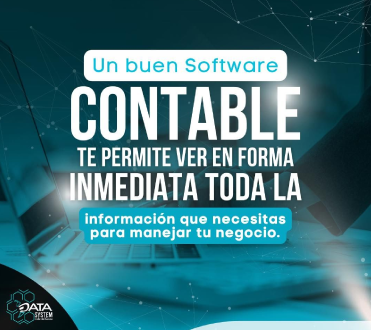 Un buen Software
CONTABLE
TE PERMITE VER EN FORMA
INMEDIATA TODA LA
información que necesitas
para manejar tu negocio.
DATA
SYSTEM